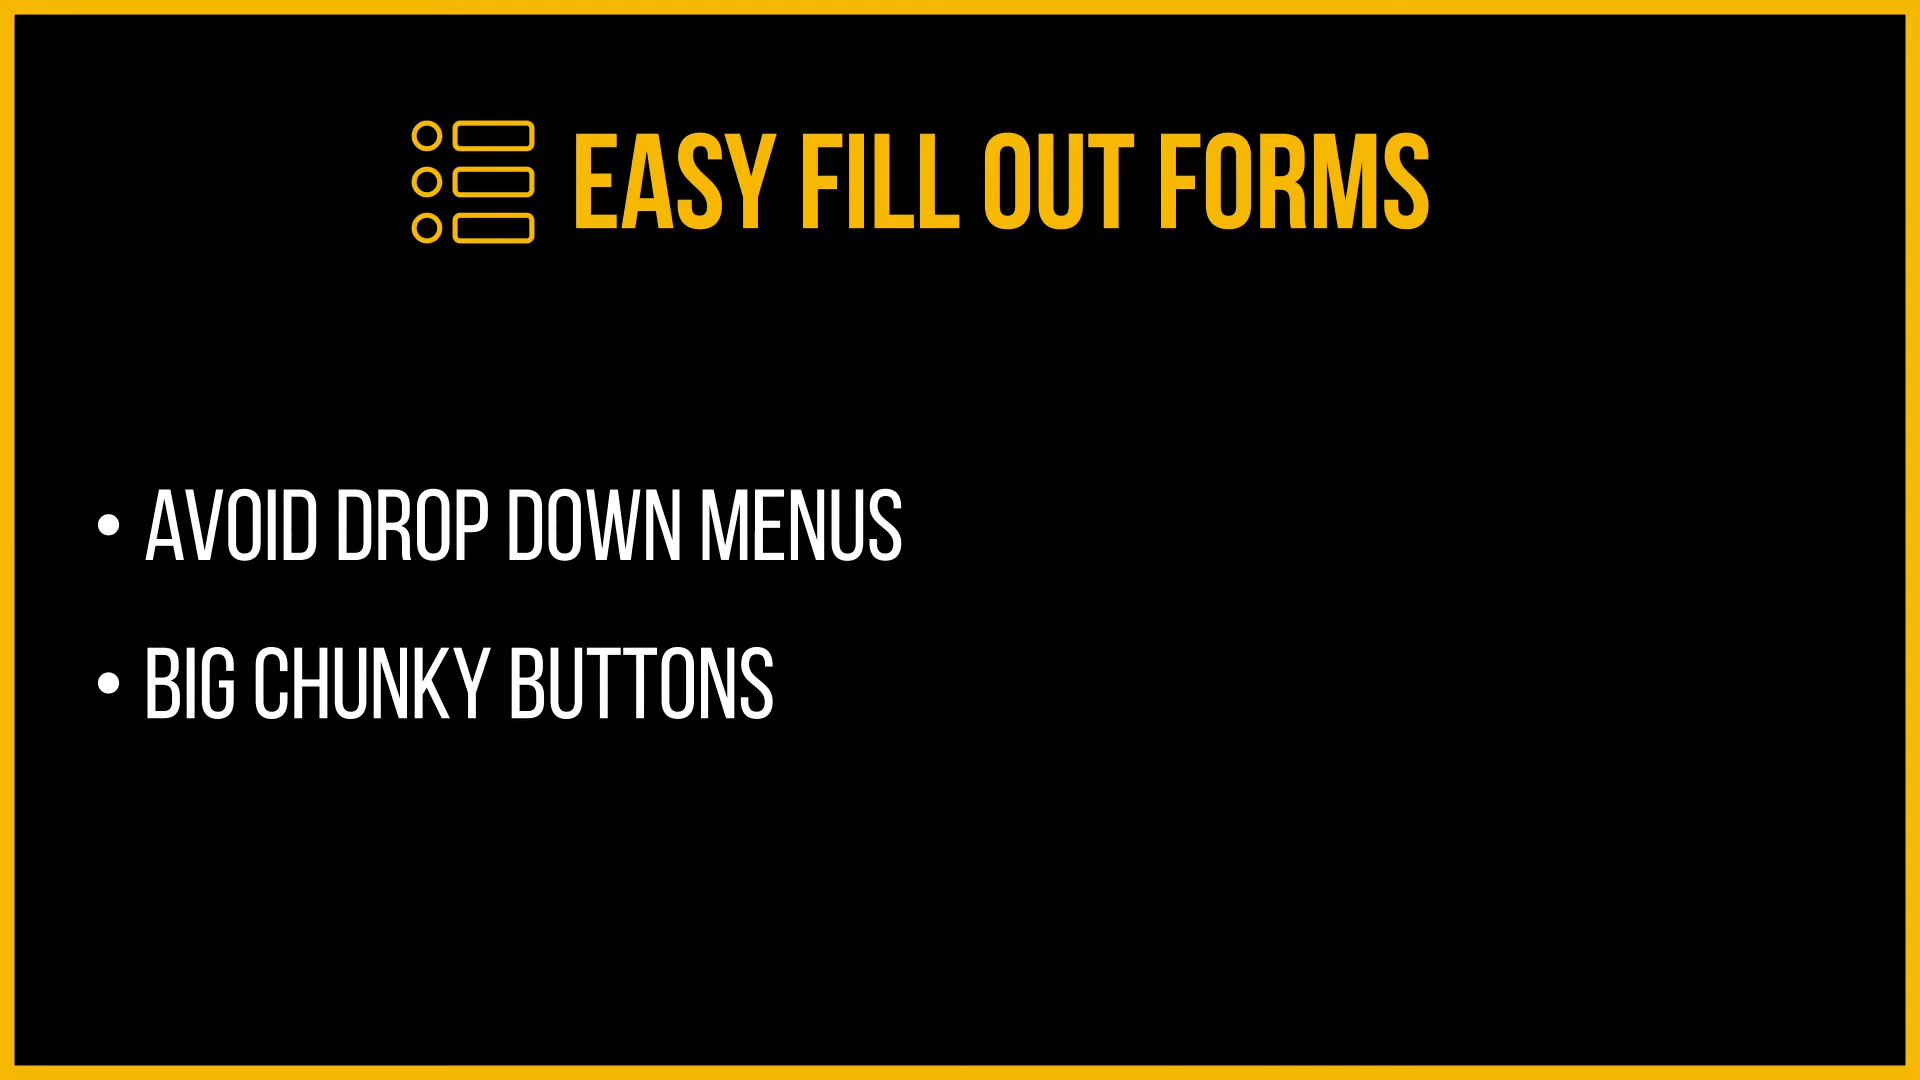 EASY FILL OUT FORMS
• AVOID DROP DOWN MENUS
• BIG CHUNKY BUTTONS